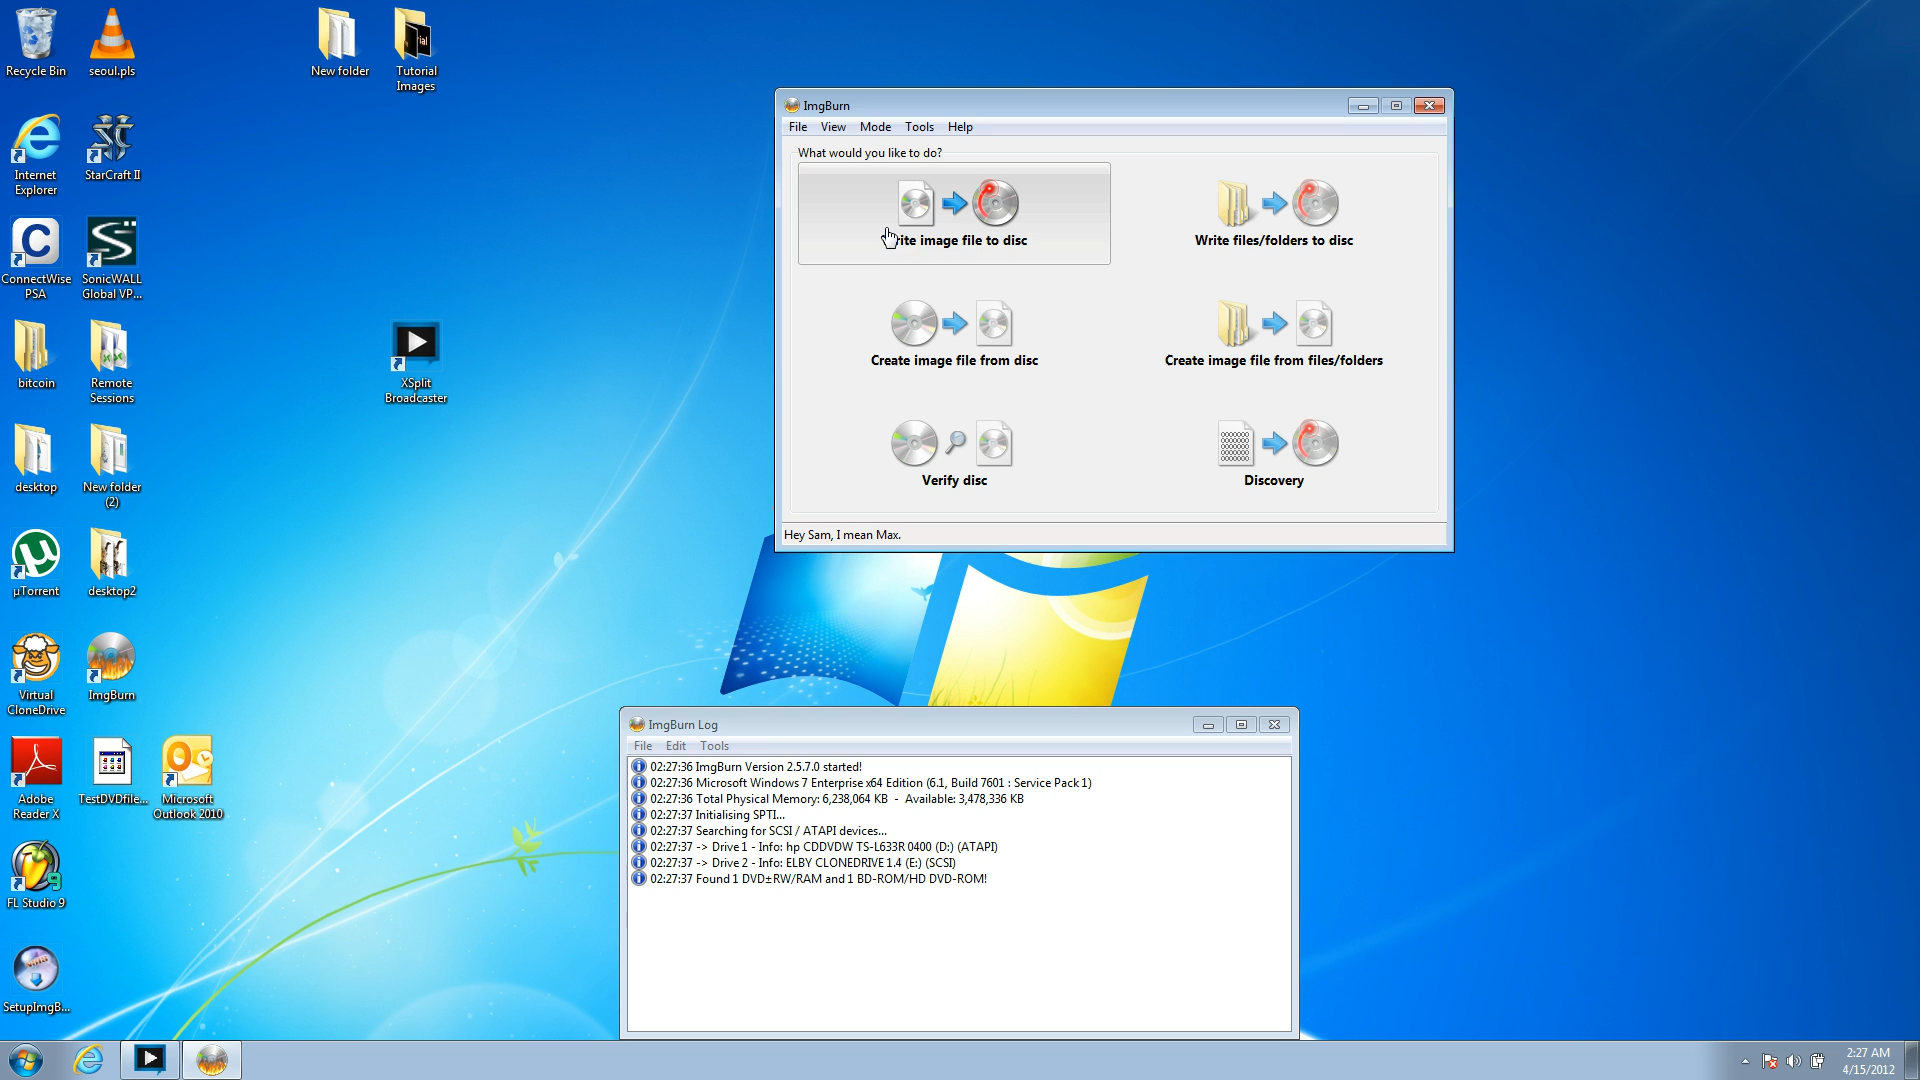 Recycle Bin
seoul.pls
New folder
Tutorial
Images
Internet
Explorer
StarCraft II
ConnectWise
PSA
SonicWALL
Global VP...
bitcoin
Remote
Sessions
XSplit
Broadcaster
desktop
New folder
(2)
µTorrent
desktop2
Virtual
CloneDrive
ImgBurn
Adobe
Reader X
TestDVDfile...
Microsoft
Outlook 2010
FL Studio 9
SetupImgB...
ImgBurn
File View Mode Tools Help
What would you like to do?
ite image file to disc
Write files/folders to disc
Create image file from disc
Create image file from files/folders
Verify disc
Discovery
Hey Sam, I mean Max.
ImgBurn Log
File Edit Tools
02:27:36 ImgBurn Version 2.5.7.0 started!
02:27:36 Microsoft Windows 7 Enterprise x64 Edition (6.1, Build 7601 : Service Pack 1)
02:27:36 Total Physical Memory: 6,238,064 KB - Available: 3,478,336 KB
02:27:37 Initialising SPTI...
02:27:37 Searching for SCSI / ATAPI devices...
02:27:37 -> Drive 1 - Info: hp CDDVDW TS-L633R 0400 (D:) (ATAPI)
02:27:37 -> Drive 2 - Info: ELBY CLONEDRIVE 1.4 (E:) (SCSI)
02:27:37 Found 1 DVD±RW/RAM and 1 BD-ROM/HD DVD-ROM!
2:27 AM
4/15/2012